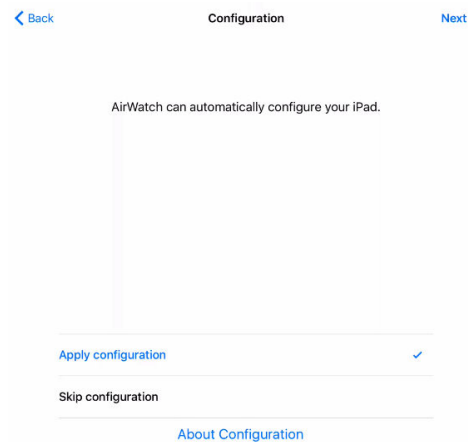 Back
Configuration
Next
AirWatch can automatically configure your iPad.
Apply configuration
Skip configuration
About Configuration